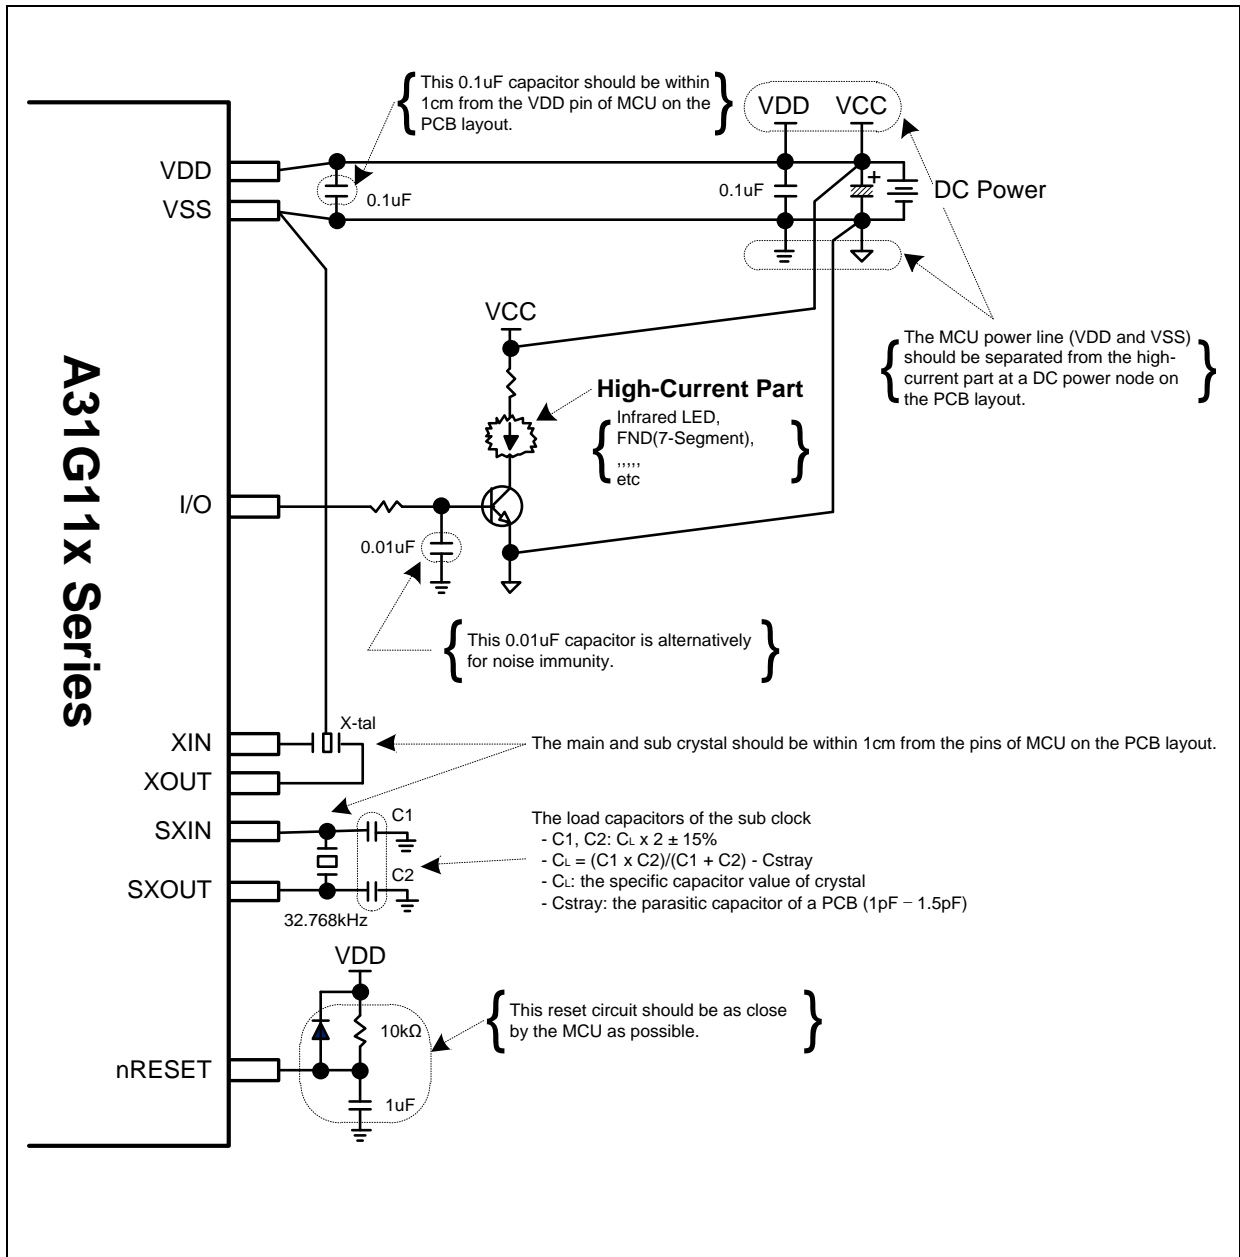 This 0.1uF capacitor should be within
1cm from the VDD pin of MCU on the
PCB layout.
VDD
VCC
VDD
VSS
0.1uF
0.1uF
+
DC Power
VCC
The MCU power line (VDD and VSS)
should be separated from the high-
current part at a DC power node on
the PCB layout.
High-Current Part
Infrared LED,
FND(7-Segment),
,,,,,
etc
A31G11x Series
I/O
0.01uF
This 0.01uF capacitor is alternatively
for noise immunity.
X-tal
XIN
The main and sub crystal should be within 1cm from the pins of MCU on the PCB layout.
XOUT
SXIN
C1
The load capacitors of the sub clock
- C1, C2: CL x 2 ± 15%
- CL = (C1 x C2)/(C1 + C2) - Cstray
- CL: the specific capacitor value of crystal
- Cstray: the parasitic capacitor of a PCB (1pF – 1.5pF)
C2
SXOUT
32.768kHz
VDD
This reset circuit should be as close
by the MCU as possible.
10kΩ
nRESET
1uF